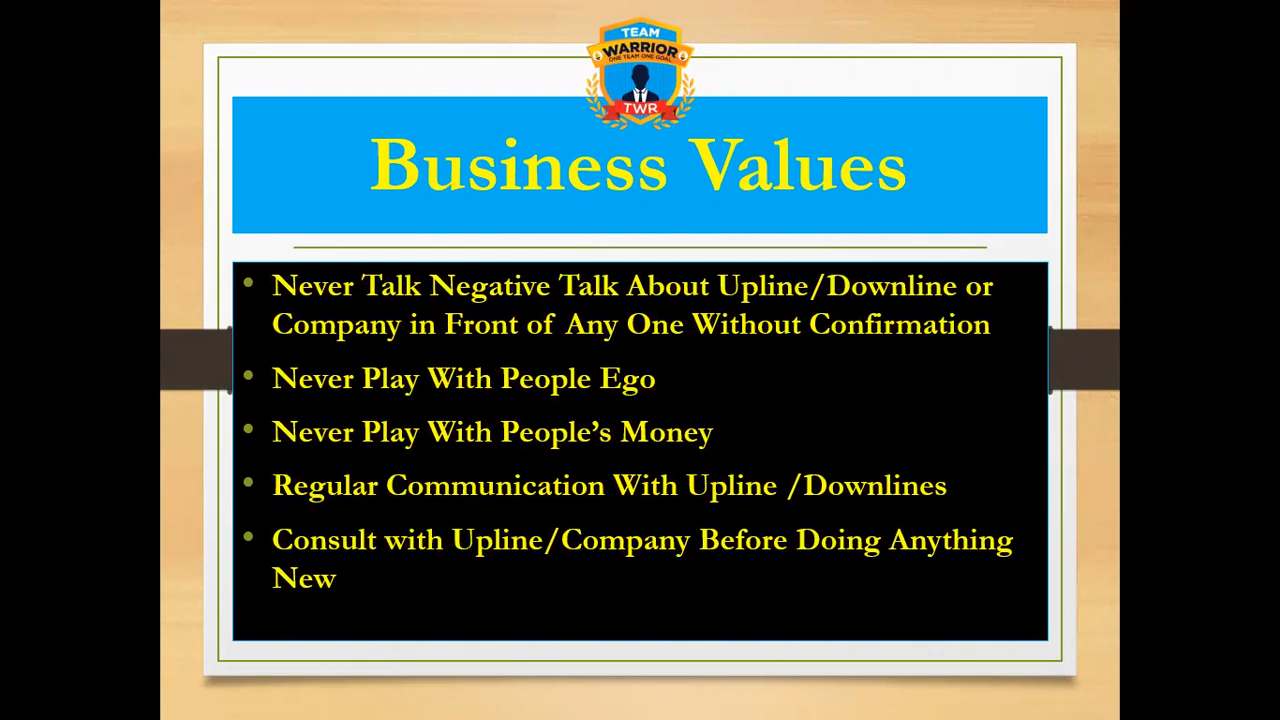 TEAM
WARRIOR
ONE TEAM ONE GOAL
TWR
Business Values
• Never Talk Negative Talk About Upline/Downline or
Company in Front of Any One Without Confirmation
• Never Play With People Ego
• Never Play With People’s Money
• Regular Communication With Upline /Downlines
• Consult with Upline/Company Before Doing Anything
New